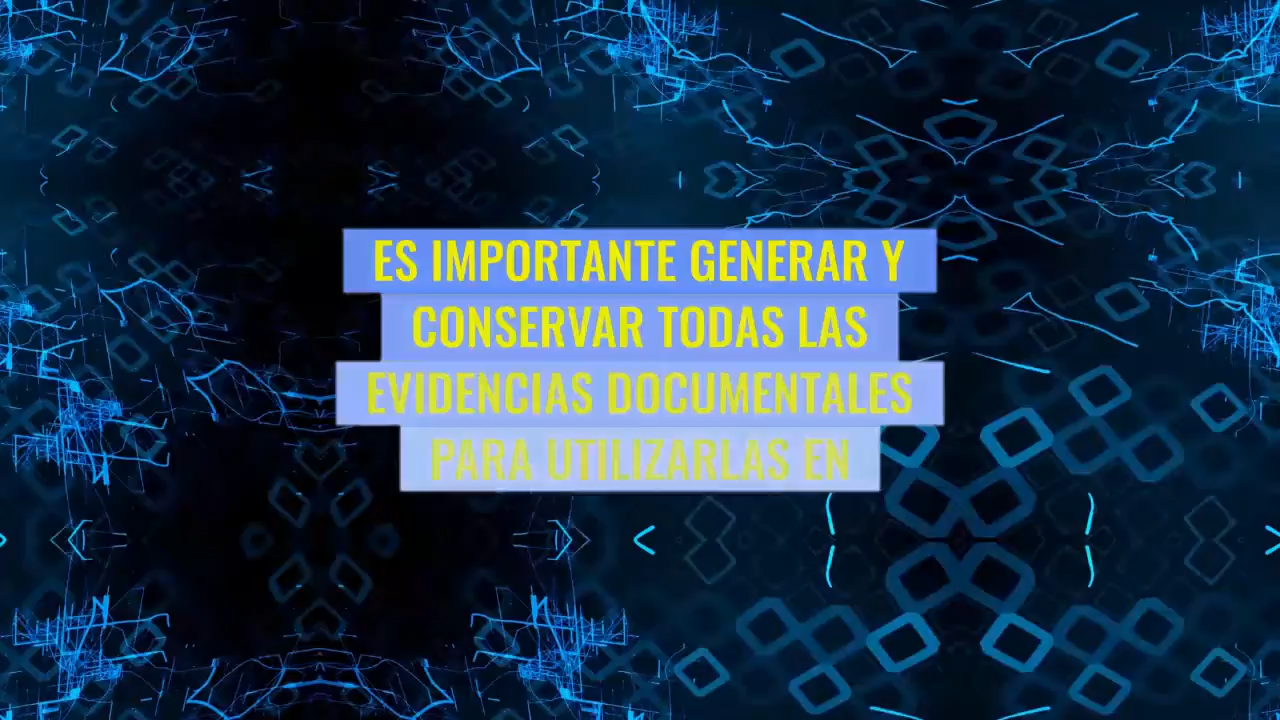 ES IMPORTANTE GENERAR Y
CONSERVAR TODAS LAS
EVIDENCIAS DOCUMENTALES
PARA UTILIZARLAS EN